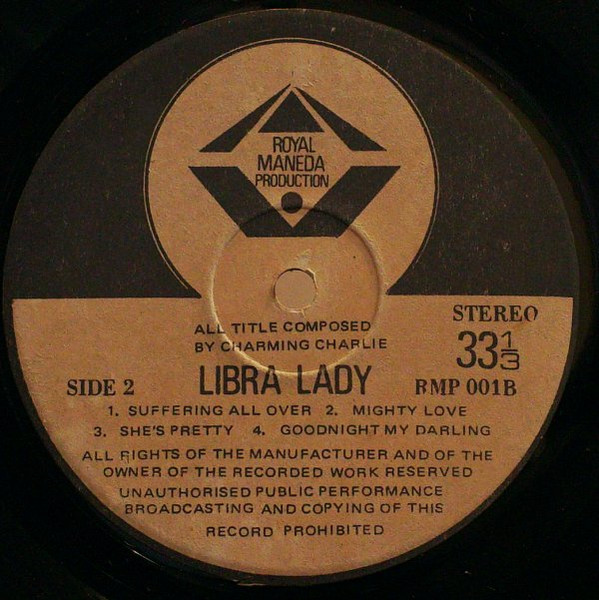 ROYAL
MANEDA
PRODUCTION
STEREO
ALL TITLE COMPOSED
BY CHARMING CHARLIE
33 1/3
SIDE 2 LIBRA LADY RMP 001B
1. SUFFERING ALL OVER 2. MIGHTY LOVE
3. SHE'S PRETTY 4. GOODNIGHT MY DARLING
ALL RIGHTS OF THE MANUFACTURER AND OF THE
OWNER OF THE RECORDED WORK RESERVED
UNAUTHORISED PUBLIC PERFORMANCE
BROADCASTING AND COPYING OF THIS
RECORD PROHIBITED